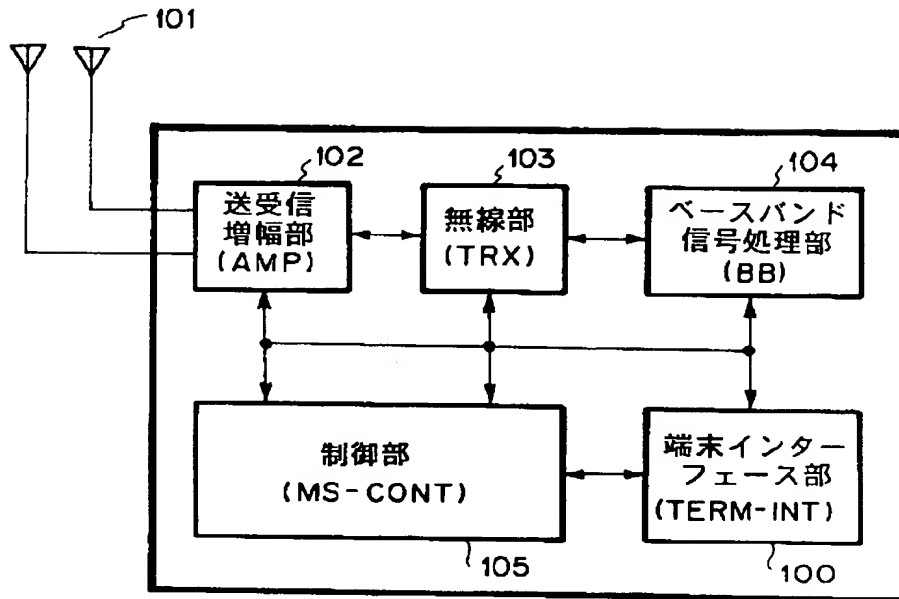 101
102
103
104
送受信
増幅部
(AMP)
無線部
(TRX)
ベースバンド
信号処理部
(BB)
制御部
(MS-CONT)
端末インター
フェース部
(TERM-INT)
105
100